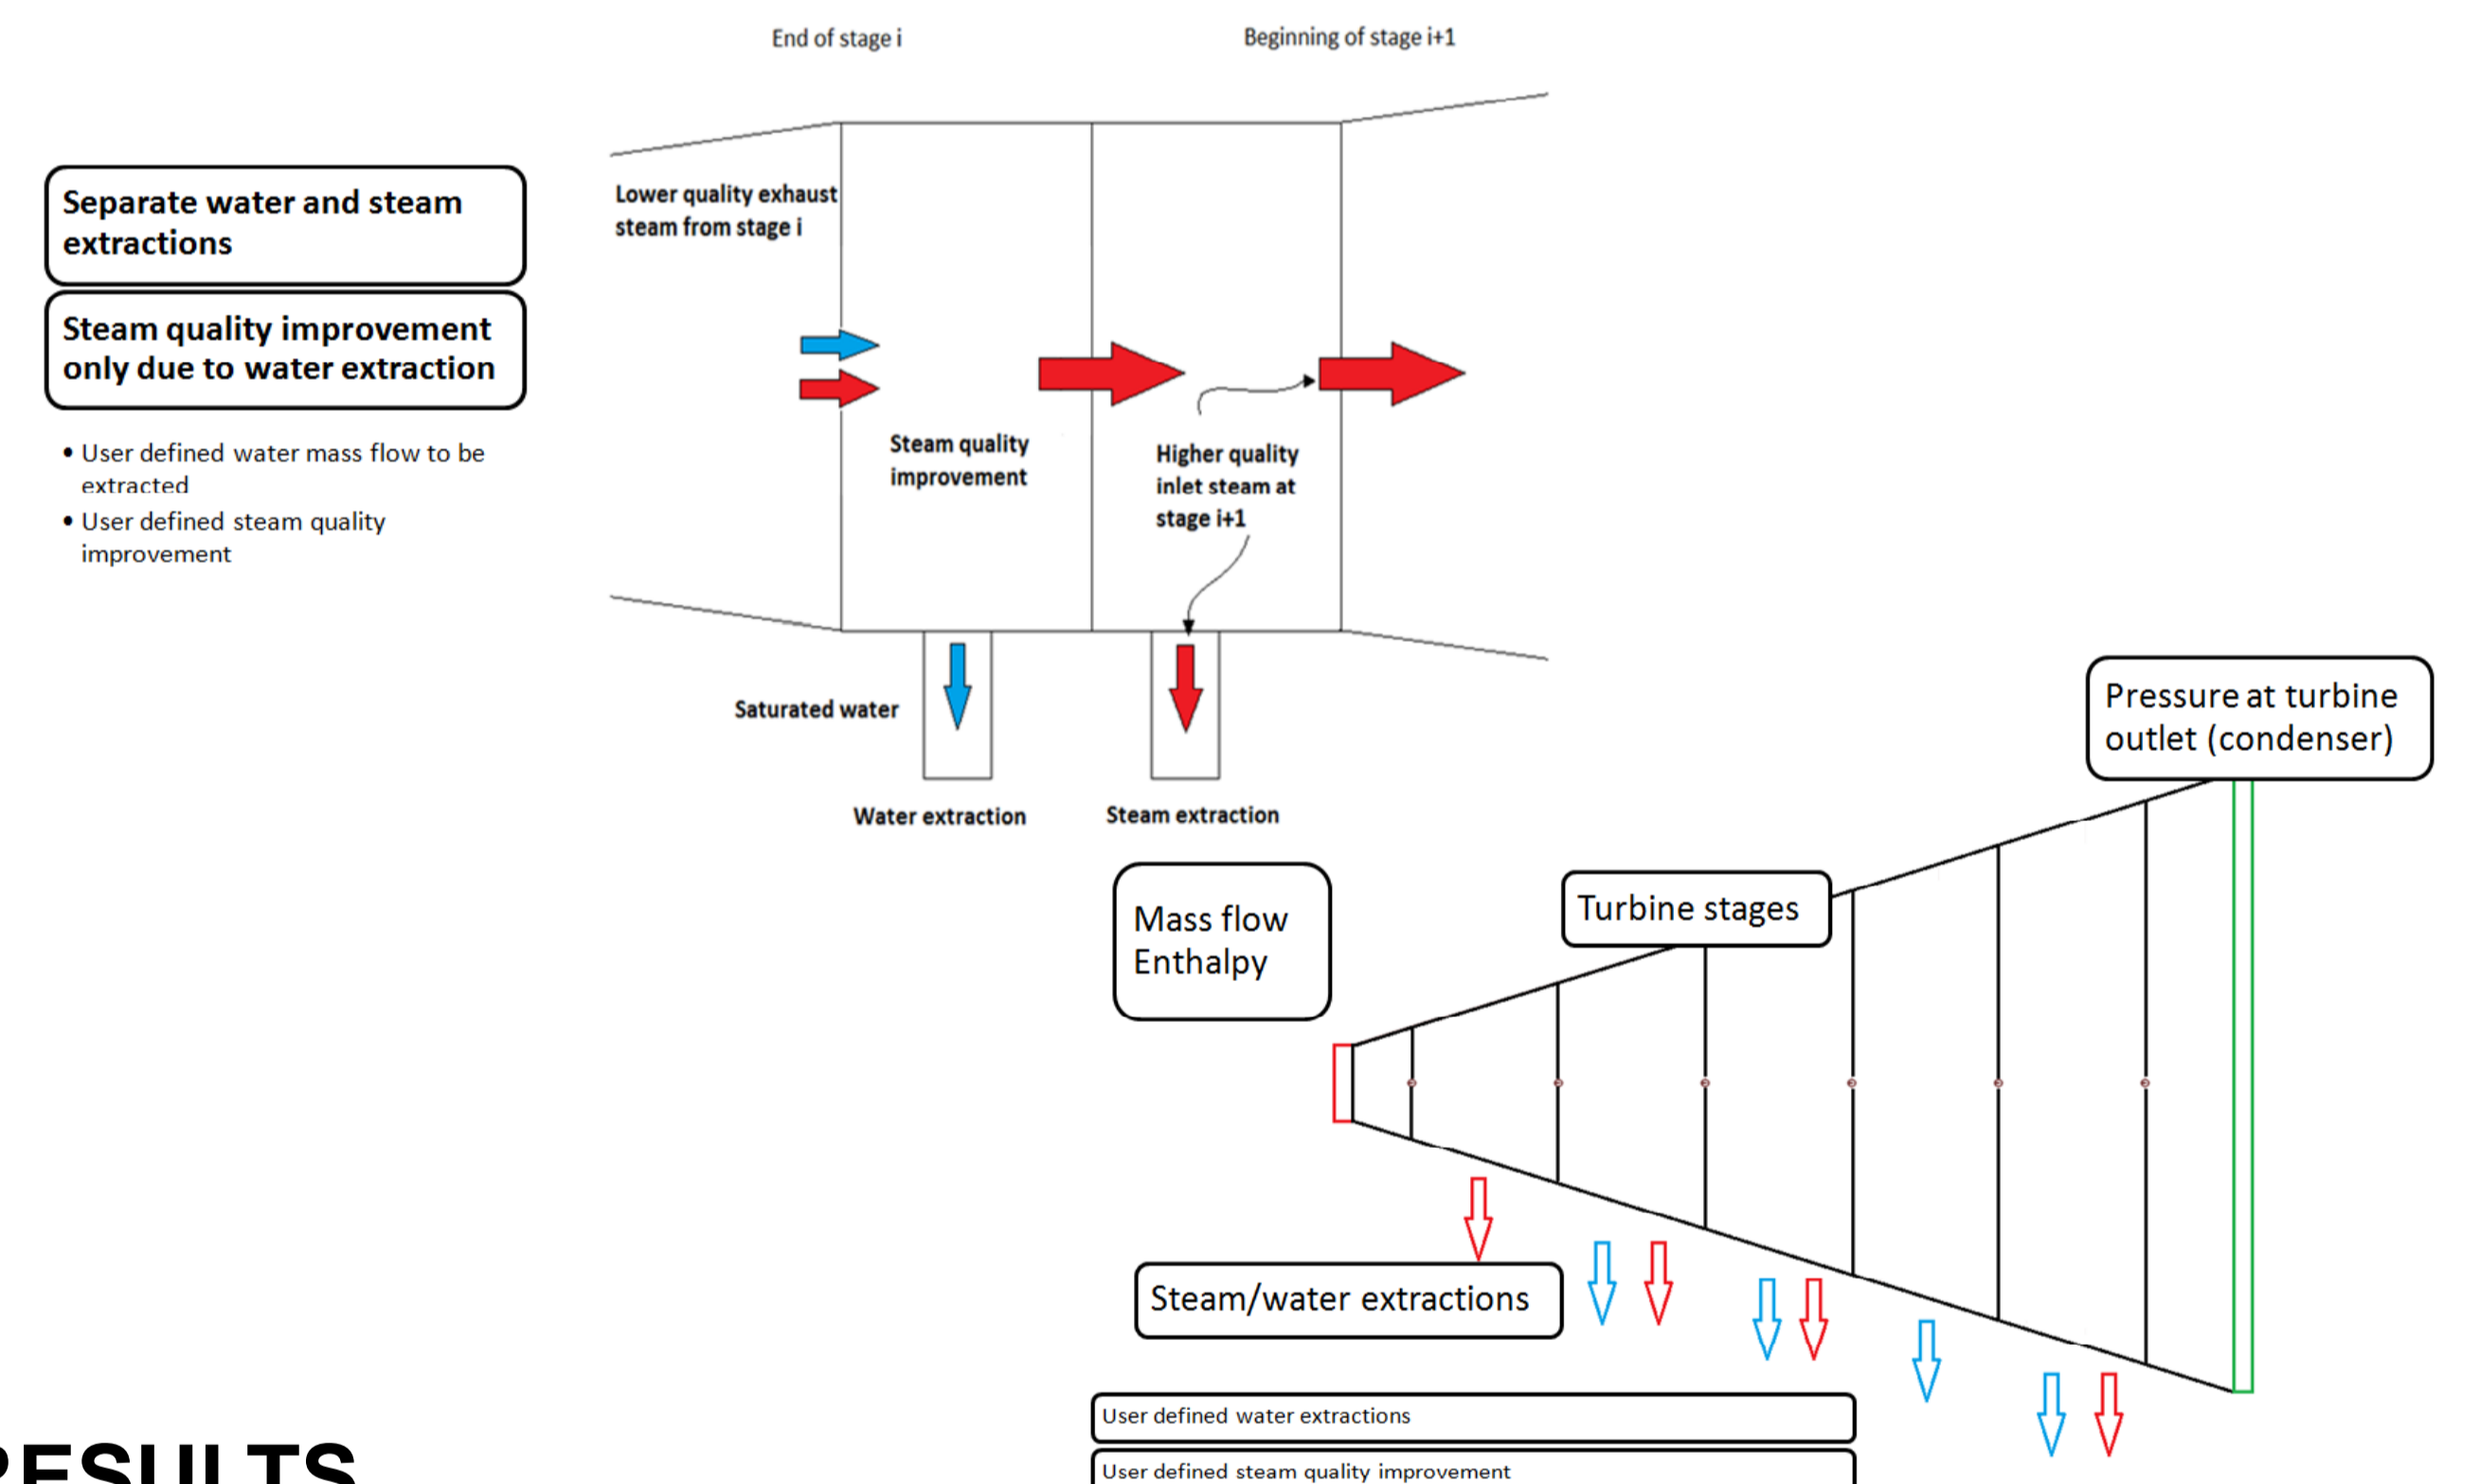 End of stage i
Beginning of stage i+1
Separate water and steam
extractions
Steam quality improvement
only due to water extraction
• User defined water mass flow to be
extracted
• User defined steam quality
improvement
Lower quality exhaust
steam from stage i
Steam quality
improvement
Higher quality
inlet steam at
stage i+1
Saturated water
Water extraction
Steam extraction
Pressure at turbine
outlet (condenser)
Mass flow
Enthalpy
Turbine stages
Steam/water extractions
User defined water extractions
User defined steam quality improvement
RESULTS